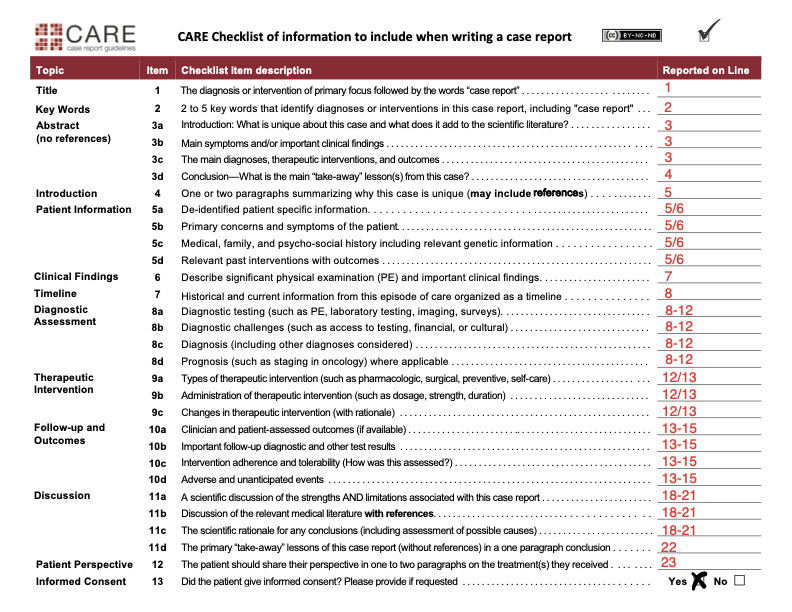 CARE
case report guidelines
CARE Checklist of information to include when writing a case report
(cc) BY-NC-ND
Topic Item Checklist item description Reported on Line
Title 1 The diagnosis or intervention of primary focus followed by the words “case report” 1
Key Words 2 2 to 5 key words that identify diagnoses or interventions in this case report, including "case report" 2
Abstract (no references) 3a Introduction: What is unique about this case and what does it add to the scientific literature? 3
3b Main symptoms and/or important clinical findings 3
3c The main diagnoses, therapeutic interventions, and outcomes 3
3d Conclusion—What is the main “take-away” lesson(s) from this case? 4
Introduction 4 One or two paragraphs summarizing why this case is unique (may include references) 5
Patient Information 5a De-identified patient specific information. 5/6
5b Primary concerns and symptoms of the patient. 5/6
5c Medical, family, and psycho-social history including relevant genetic information 5/6
5d Relevant past interventions with outcomes 5/6
Clinical Findings 6 Describe significant physical examination (PE) and important clinical findings. 7
Timeline 7 Historical and current information from this episode of care organized as a timeline 8
Diagnostic Assessment 8a Diagnostic testing (such as PE, laboratory testing, imaging, surveys). 8-12
8b Diagnostic challenges (such as access to testing, financial, or cultural) 8-12
8c Diagnosis (including other diagnoses considered) 8-12
8d Prognosis (such as staging in oncology) where applicable 8-12
Therapeutic Intervention 9a Types of therapeutic intervention (such as pharmacologic, surgical, preventive, self-care) 12/13
9b Administration of therapeutic intervention (such as dosage, strength, duration) 12/13
9c Changes in therapeutic intervention (with rationale) 12/13
Follow-up and Outcomes 10a Clinician and patient-assessed outcomes (if available) 13-15
10b Important follow-up diagnostic and other test results 13-15
10c Intervention adherence and tolerability (How was this assessed?) 13-15
10d Adverse and unanticipated events 13-15
Discussion 11a A scientific discussion of the strengths AND limitations associated with this case report 18-21
11b Discussion of the relevant medical literature with references. 18-21
11c The scientific rationale for any conclusions (including assessment of possible causes) 18-21
11d The primary “take-away” lessons of this case report (without references) in a one paragraph conclusion 22
Patient Perspective 12 The patient should share their perspective in one to two paragraphs on the treatment(s) they received 23
Informed Consent 13 Did the patient give informed consent? Please provide if requested Yes No